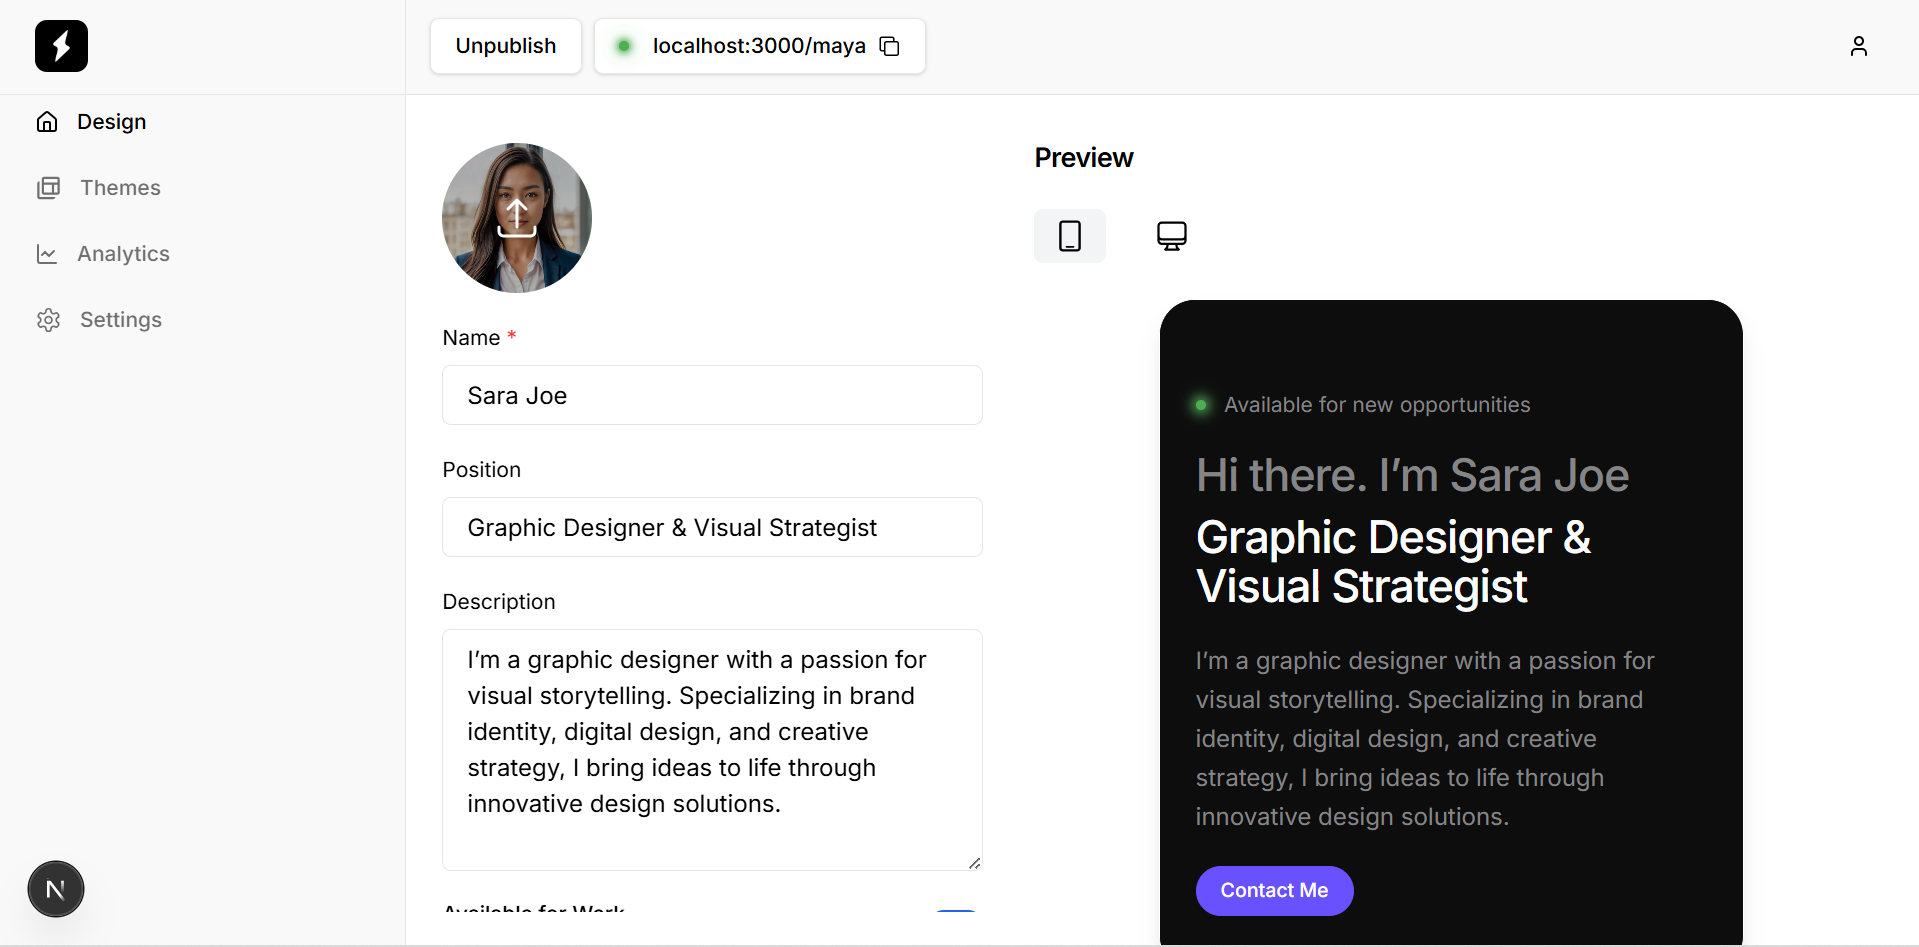 Unpublish
localhost:3000/maya
Design
Themes
Analytics
Settings
Name *
Sara Joe
Position
Graphic Designer & Visual Strategist
Description
I’m a graphic designer with a passion for
visual storytelling. Specializing in brand
identity, digital design, and creative
strategy, I bring ideas to life through
innovative design solutions.
Available for Work
Preview
Available for new opportunities
Hi there. I’m Sara Joe
Graphic Designer &
Visual Strategist
I’m a graphic designer with a passion for
visual storytelling. Specializing in brand
identity, digital design, and creative
strategy, I bring ideas to life through
innovative design solutions.
Contact Me
N